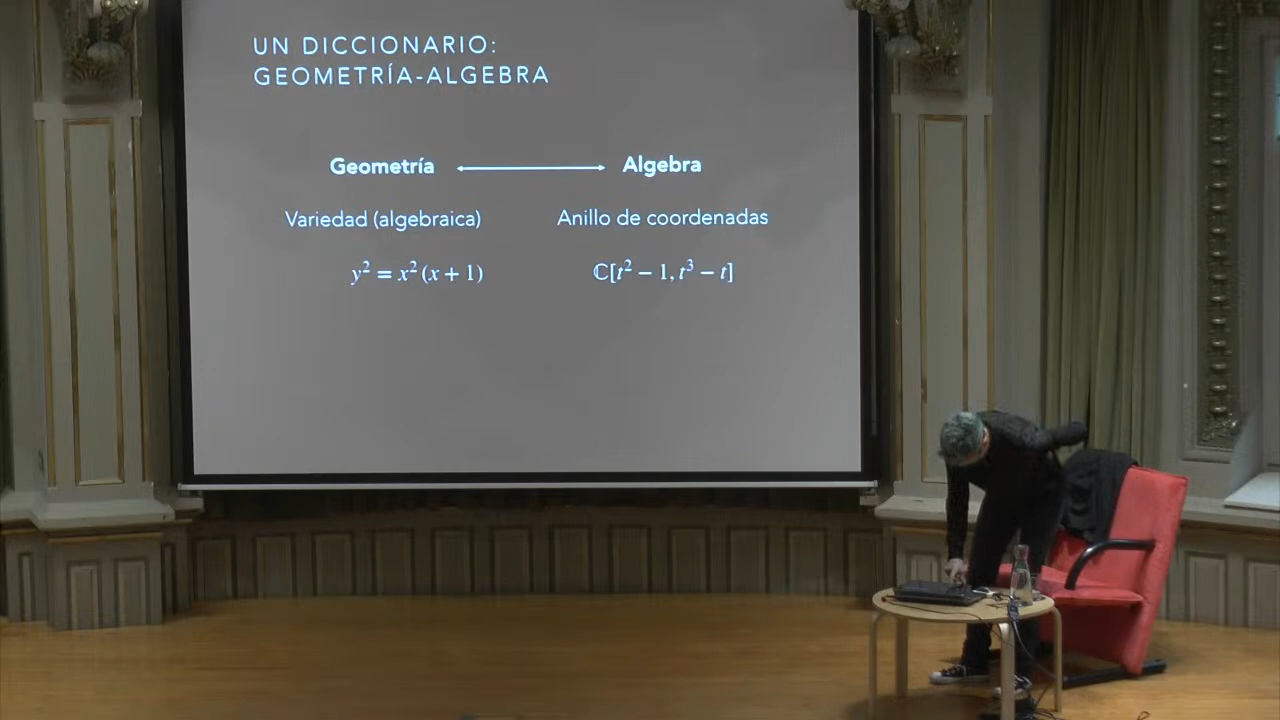 UN DICCIONARIO:
GEOMETRÍA-ALGEBRA
Geometría ⟷ Algebra
Variedad (algebraica) Anillo de coordenadas
y² = x²(x + 1) ℂ[t² − 1, t³ − t]